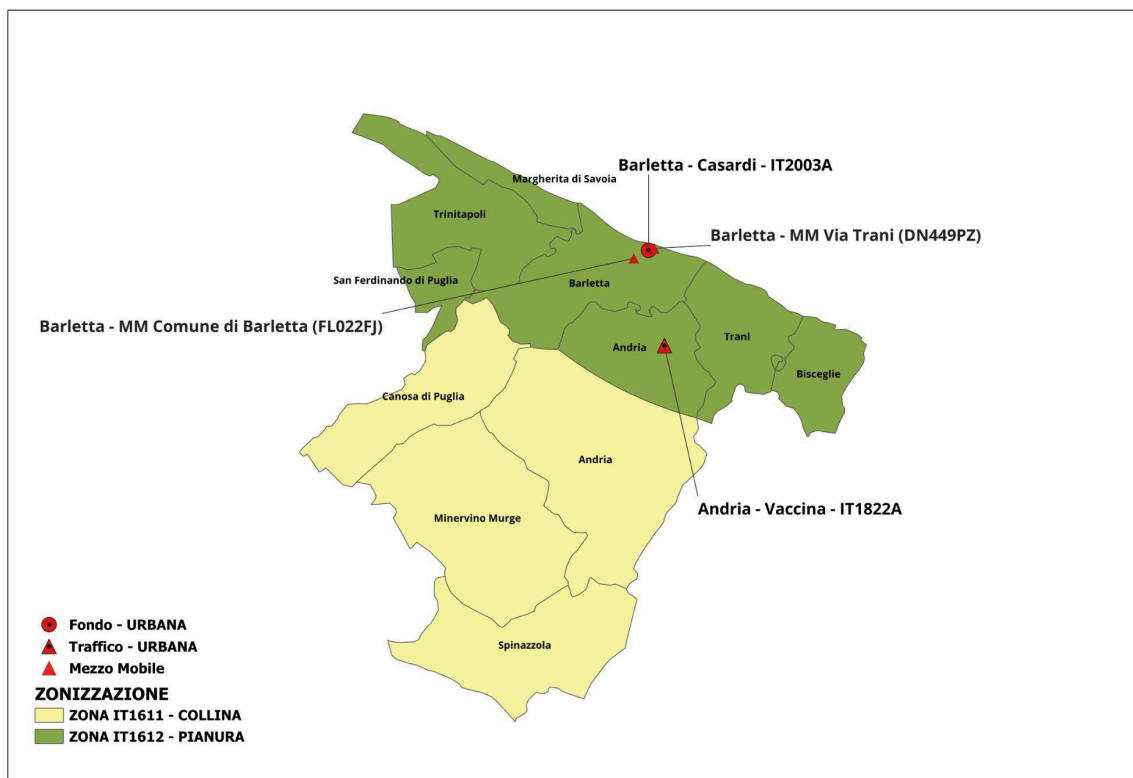 Barletta - Casardi - IT2003A
Margherita di Savoia
Trinitapoli
Barletta - MM Via Trani (DN449PZ)
San Ferdinando di Puglia
Barletta
Barletta - MM Comune di Barletta (FL022FJ)
Andria
Trani
Bisceglie
Canosa di Puglia
Andria
Andria - Vaccina - IT1822A
Minervino Murge
Spinazzola
Fondo - URBANA
Traffico - URBANA
Mezzo Mobile
ZONIZZAZIONE
ZONA IT1611 - COLLINA
ZONA IT1612 - PIANURA